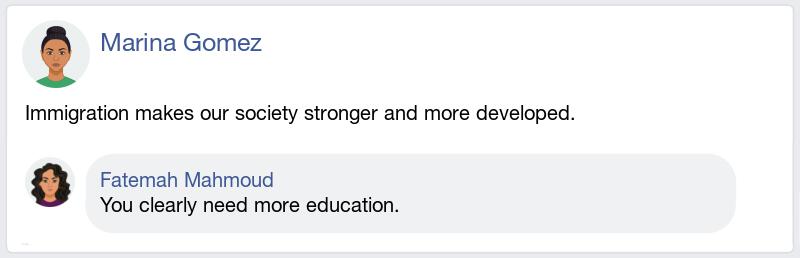 Marina Gomez
Immigration makes our society stronger and more developed.
Fatemah Mahmoud
You clearly need more education.